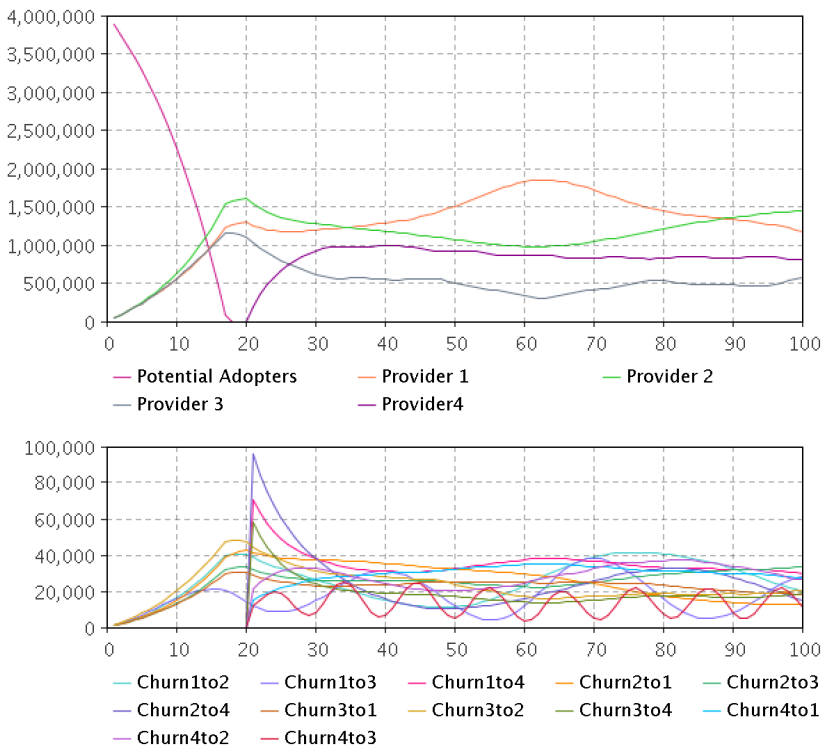 4,000,000
3,500,000
3,000,000
2,500,000
2,000,000
1,500,000
1,000,000
500,000
0
0 10 20 30 40 50 60 70 80 90 100
Potential Adopters Provider 1 Provider 2
Provider 3 Provider4
100,000
80,000
60,000
40,000
20,000
0
0 10 20 30 40 50 60 70 80 90 100
Churn1to2 Churn1to3 Churn1to4 Churn2to1 Churn2to3
Churn2to4 Churn3to1 Churn3to2 Churn3to4 Churn4to1
Churn4to2 Churn4to3